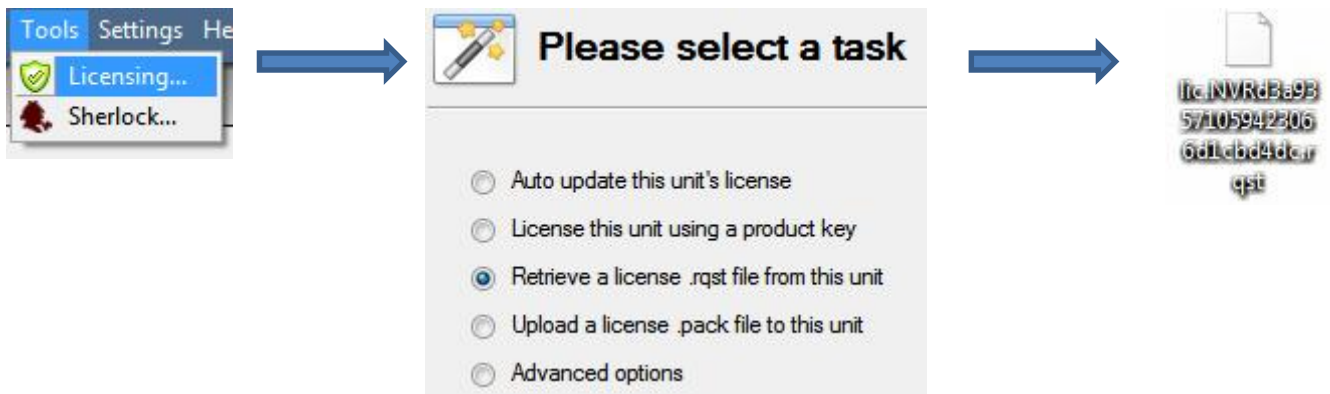 Tools Settings He
Licensing...
Sherlock...
Please select a task
Auto update this unit's license
License this unit using a product key
Retrieve a license .rqst file from this unit
Upload a license .pack file to this unit
Advanced options
lic.NVRd3a93
57105942306
6d1cbd4dc.r
qst